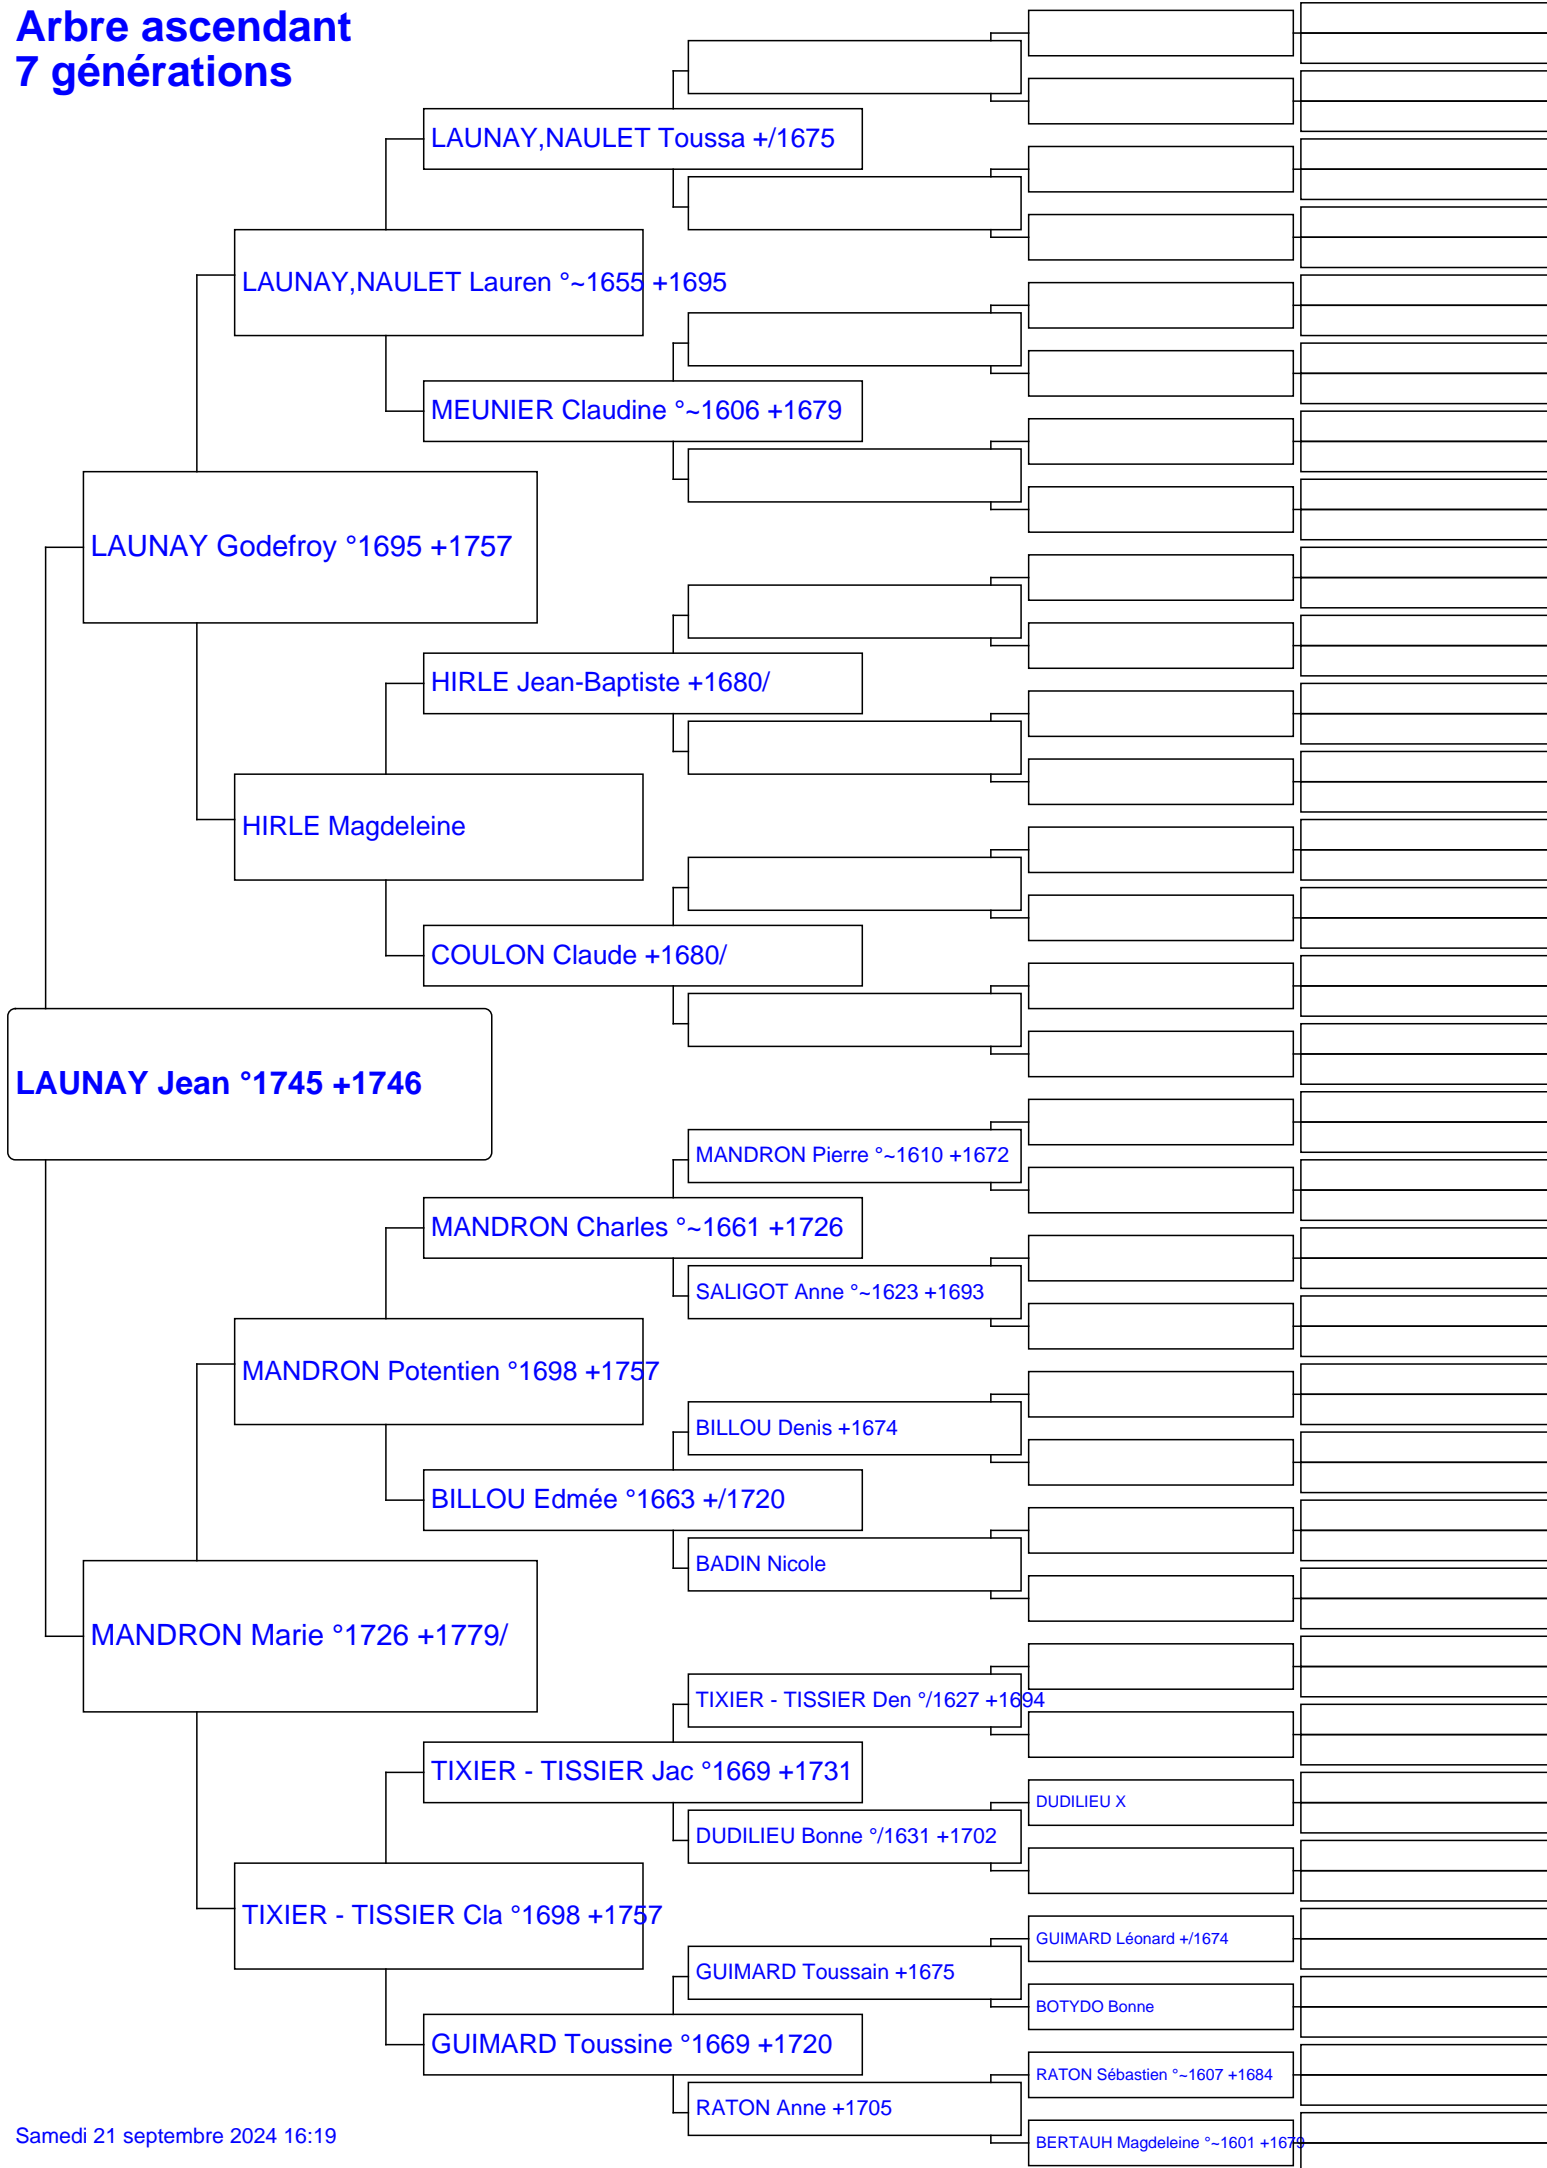 Arbre ascendant
7 générations
LAUNAY,NAULET Toussa +/1675
LAUNAY,NAULET Lauren °~1655 +1695
MEUNIER Claudine °~1606 +1679
LAUNAY Godefroy °1695 +1757
HIRLE Jean-Baptiste +1680/
HIRLE Magdeleine
COULON Claude +1680/
LAUNAY Jean °1745 +1746
MANDRON Pierre °~1610 +1672
MANDRON Charles °~1661 +1726
SALIGOT Anne °~1623 +1693
MANDRON Potentien °1698 +1757
BILLOU Denis +1674
BILLOU Edmée °1663 +/1720
BADIN Nicole
MANDRON Marie °1726 +1779/
TIXIER - TISSIER Den °/1627 +1694
TIXIER - TISSIER Jac °1669 +1731
DUDILIEU X
DUDILIEU Bonne °/1631 +1702
TIXIER - TISSIER Cla °1698 +1757
GUIMARD Léonard +/1674
GUIMARD Toussain +1675
BOTYDO Bonne
GUIMARD Toussine °1669 +1720
RATON Sébastien °~1607 +1684
RATON Anne +1705
BERTAUH Magdeleine °~1601 +1679
Samedi 21 septembre 2024 16:19